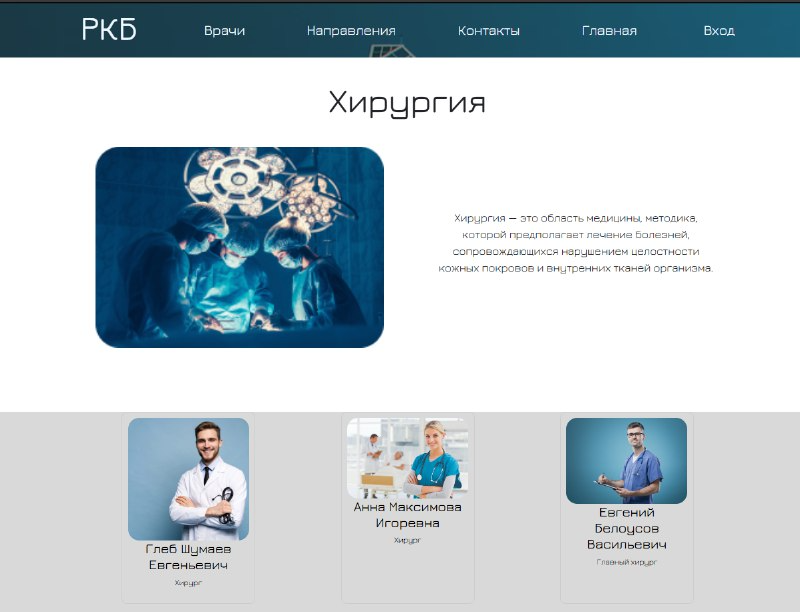 РКБ Врачи Направления Контакты Главная Вход
Хирургия
Хирургия — это область медицины, методика,
которой предполагает лечение болезней,
сопровождающихся нарушением целостности
кожных покровов и внутренних тканей организма.
Глеб Шумаев
Евгеньевич
Хирург
Анна Максимова
Игоревна
Хирург
Евгений
Белоусов
Васильевич
Главный хирург